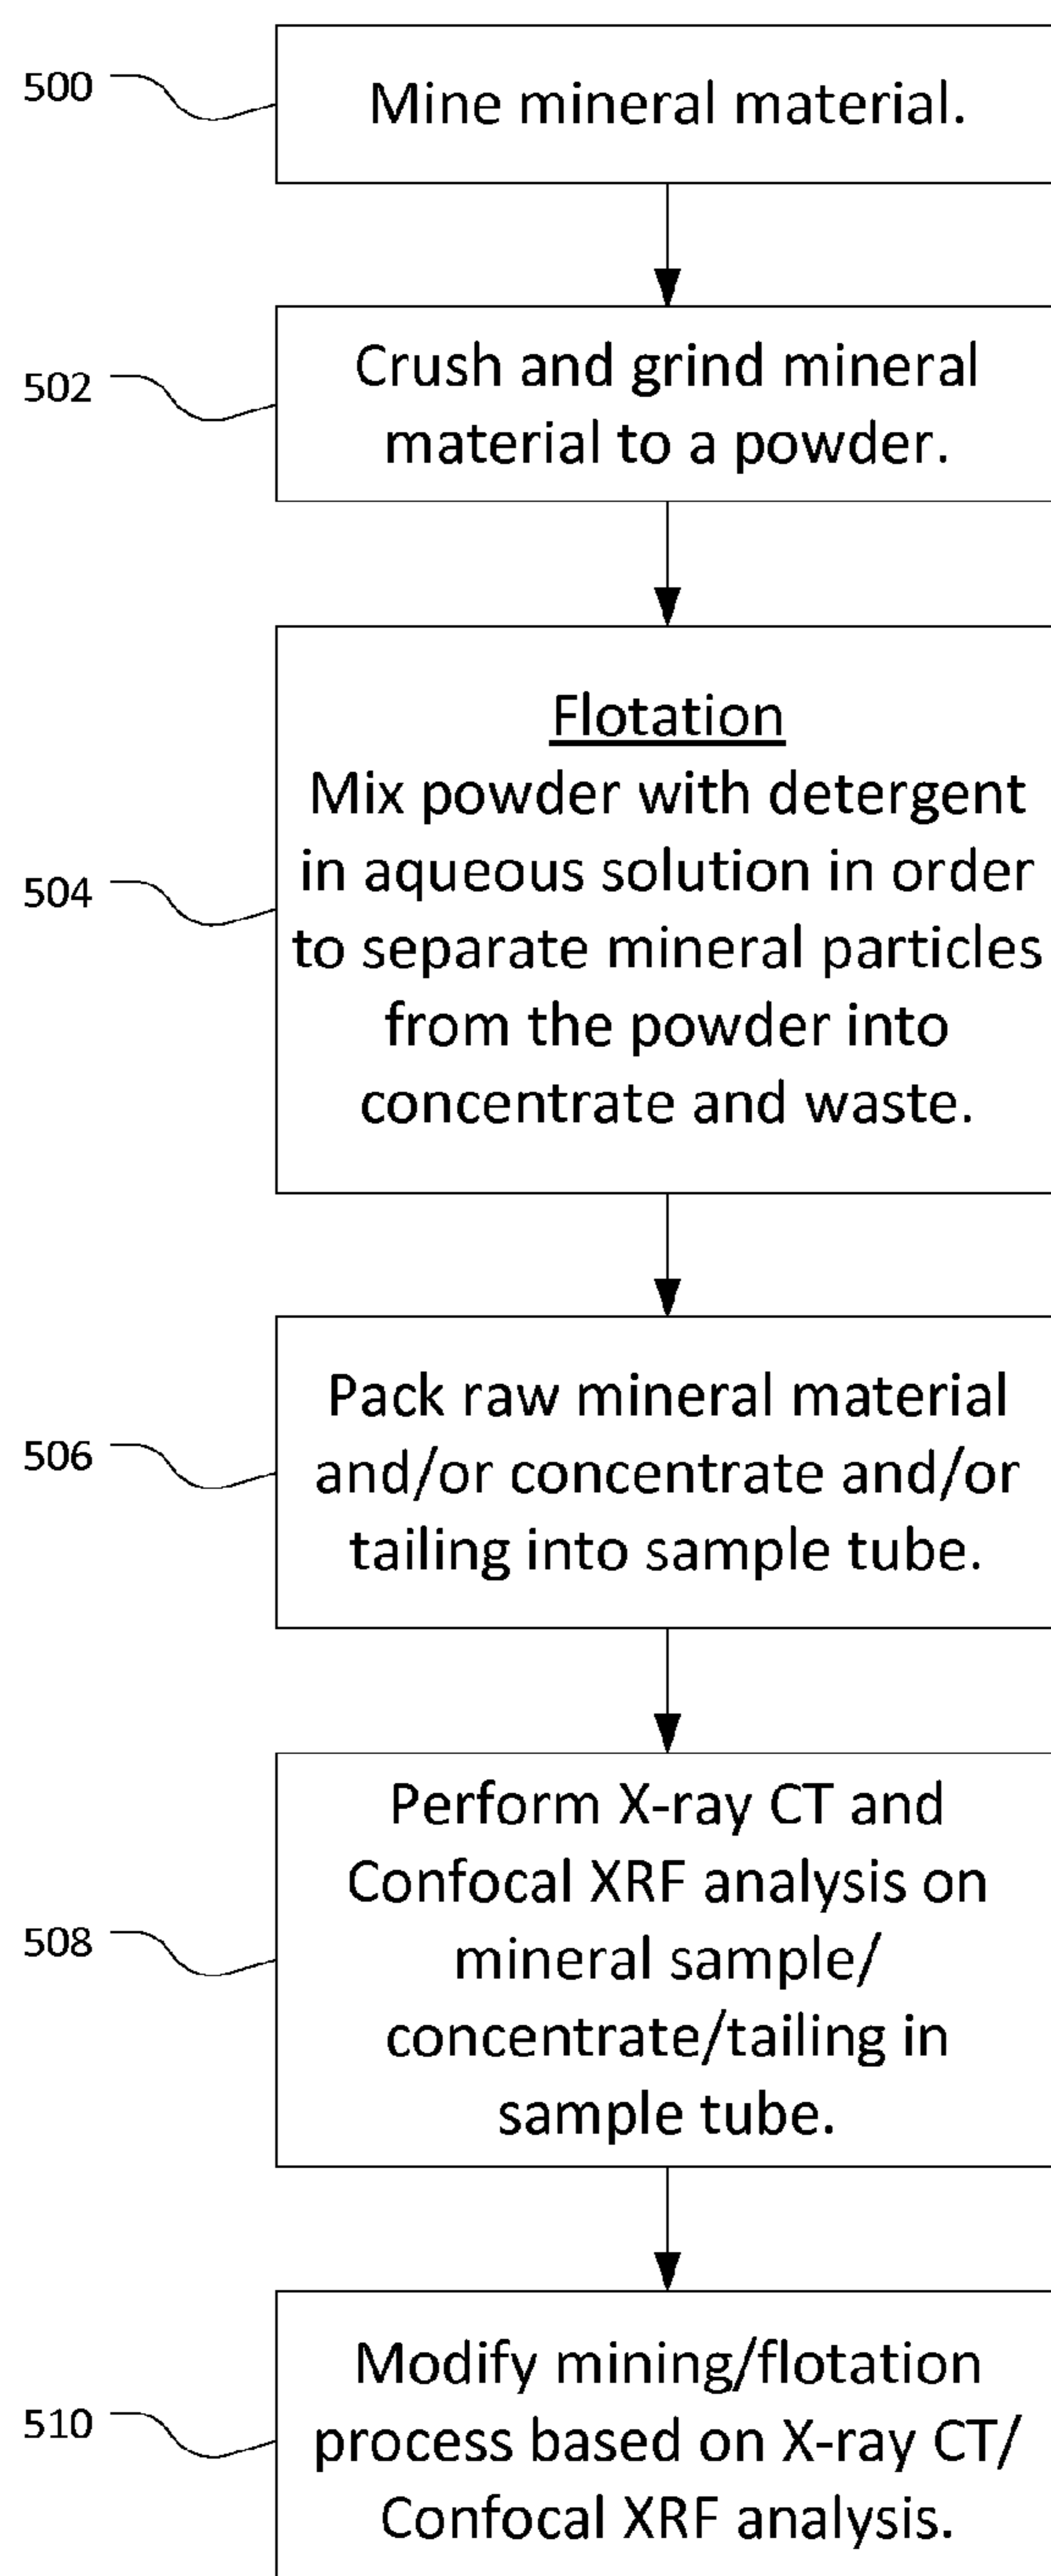 500
Mine mineral material.
502
Crush and grind mineral
material to a powder.
504
Flotation
Mix powder with detergent
in aqueous solution in order
to separate mineral particles
from the powder into
concentrate and waste.
506
Pack raw mineral material
and/or concentrate and/or
tailing into sample tube.
508
Perform X-ray CT and
Confocal XRF analysis on
mineral sample/
concentrate/tailing in
sample tube.
510
Modify mining/flotation
process based on X-ray CT/
Confocal XRF analysis.